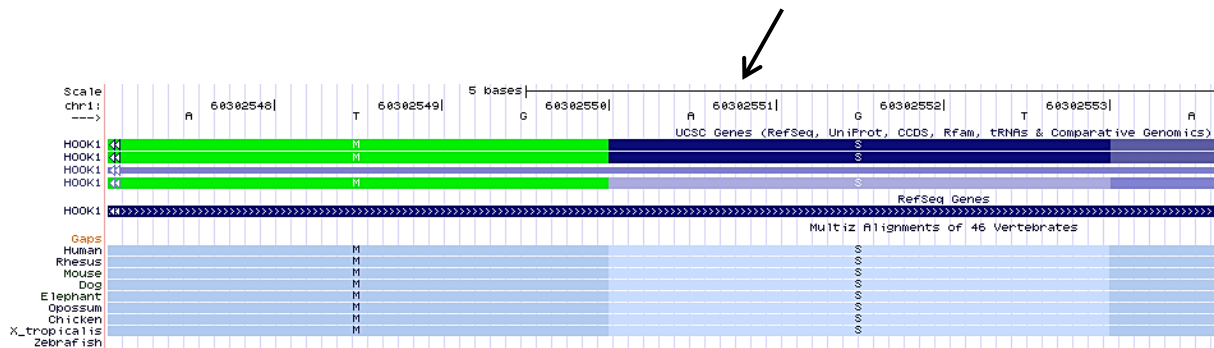 Scale 5 bases
chr1: 60302548| 60302549| 60302550| 60302551| 60302552| 60302553|
---> A T G A G T A
UCSC Genes (RefSeq, UniProt, CCDS, Rfam, tRNAs & Comparative Genomics)
HOOK1 M S
HOOK1 M S
HOOK1
HOOK1 M S
RefSeq Genes
HOOK1
Multiz Alignments of 46 Vertebrates
Gaps
Human M S
Rhesus M S
Mouse M S
Dog M S
Elephant M S
Opossum M S
Chicken M S
X_tropicalis M S
Zebrafish